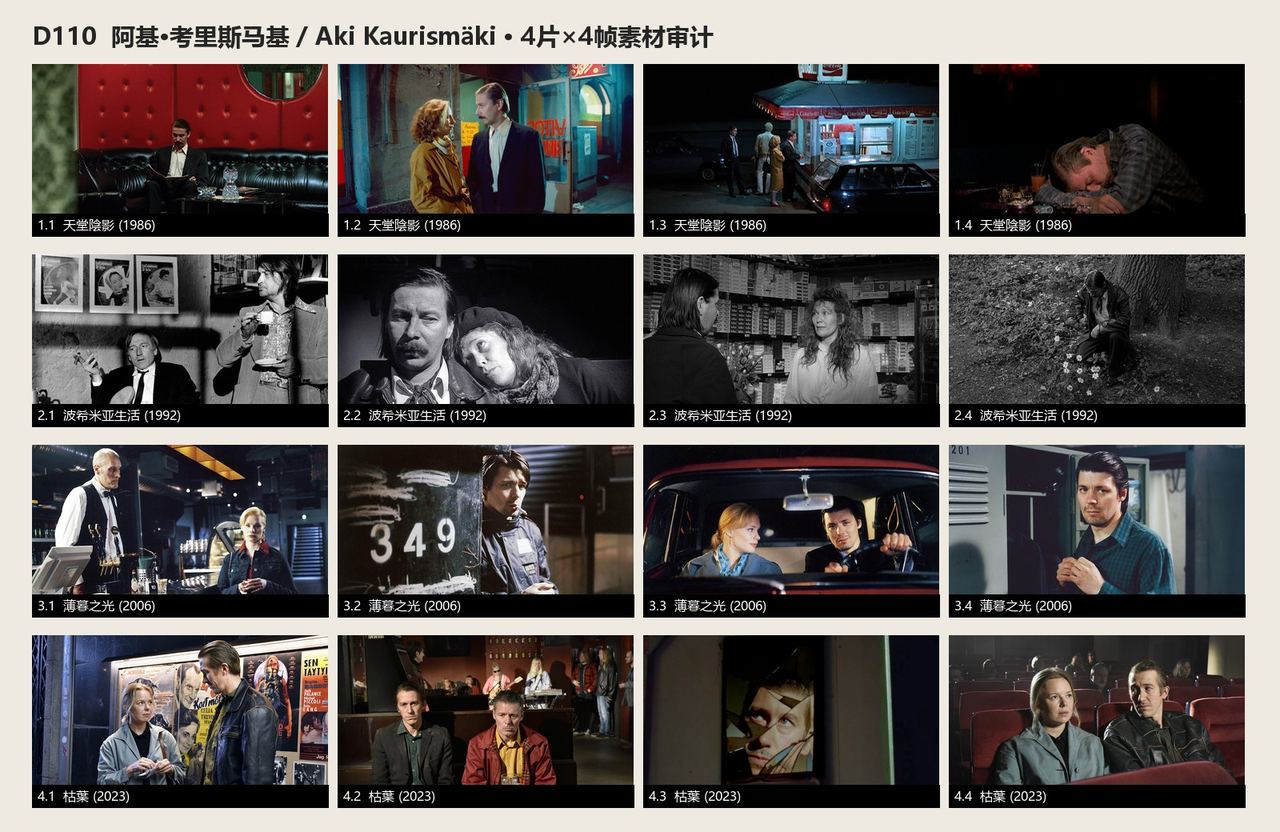 D110 阿基•考里斯马基 / Aki Kaurismäki • 4片×4帧素材审计
1.1 天堂陰影 (1986)
1.2 天堂陰影 (1986)
1.3 天堂陰影 (1986)
1.4 天堂陰影 (1986)
2.1 波希米亚生活 (1992)
2.2 波希米亚生活 (1992)
2.3 波希米亚生活 (1992)
2.4 波希米亚生活 (1992)
349
201
3.1 薄暮之光 (2006)
3.2 薄暮之光 (2006)
3.3 薄暮之光 (2006)
3.4 薄暮之光 (2006)
SEN
TÄYTYI
4.1 枯葉 (2023)
4.2 枯葉 (2023)
4.3 枯葉 (2023)
4.4 枯葉 (2023)